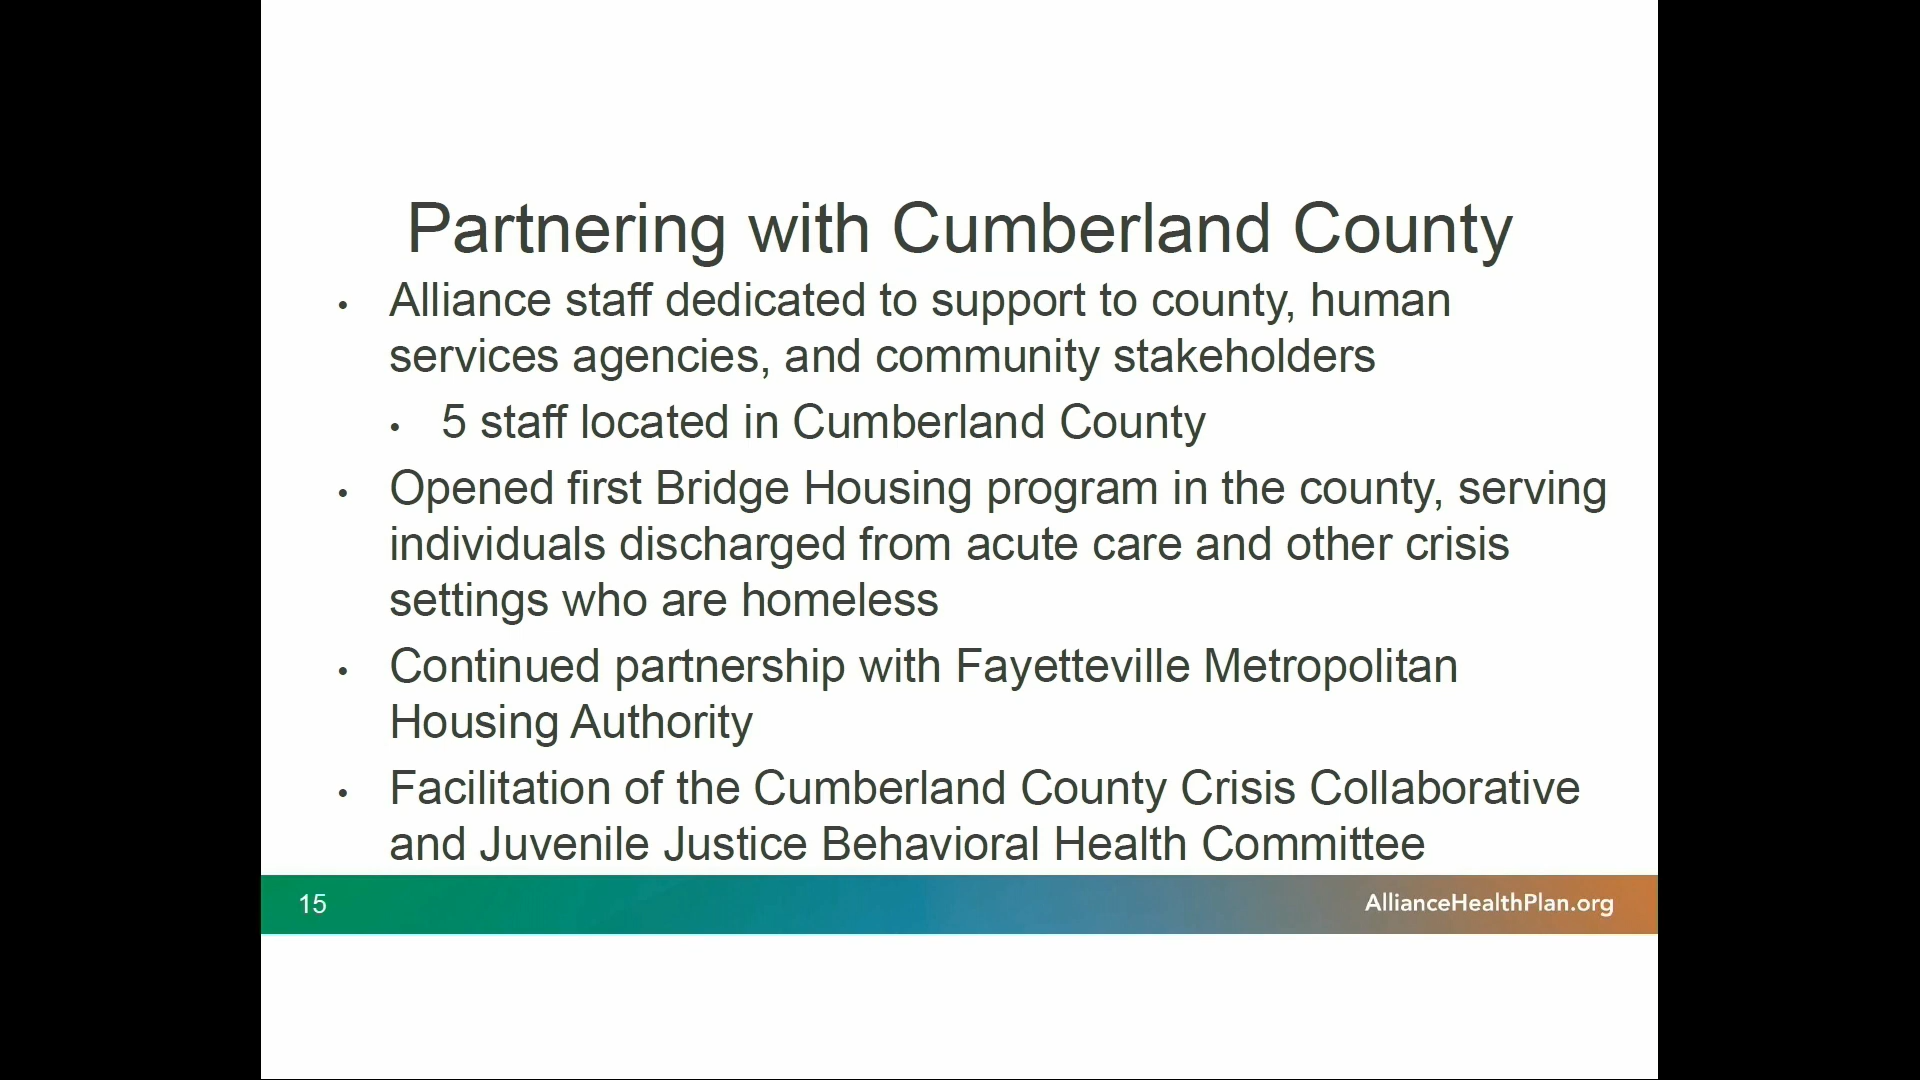 Partnering with Cumberland County
• Alliance staff dedicated to support to county, human
services agencies, and community stakeholders
• 5 staff located in Cumberland County
• Opened first Bridge Housing program in the county, serving
individuals discharged from acute care and other crisis
settings who are homeless
• Continued partnership with Fayetteville Metropolitan
Housing Authority
• Facilitation of the Cumberland County Crisis Collaborative
and Juvenile Justice Behavioral Health Committee
15
AllianceHealthPlan.org